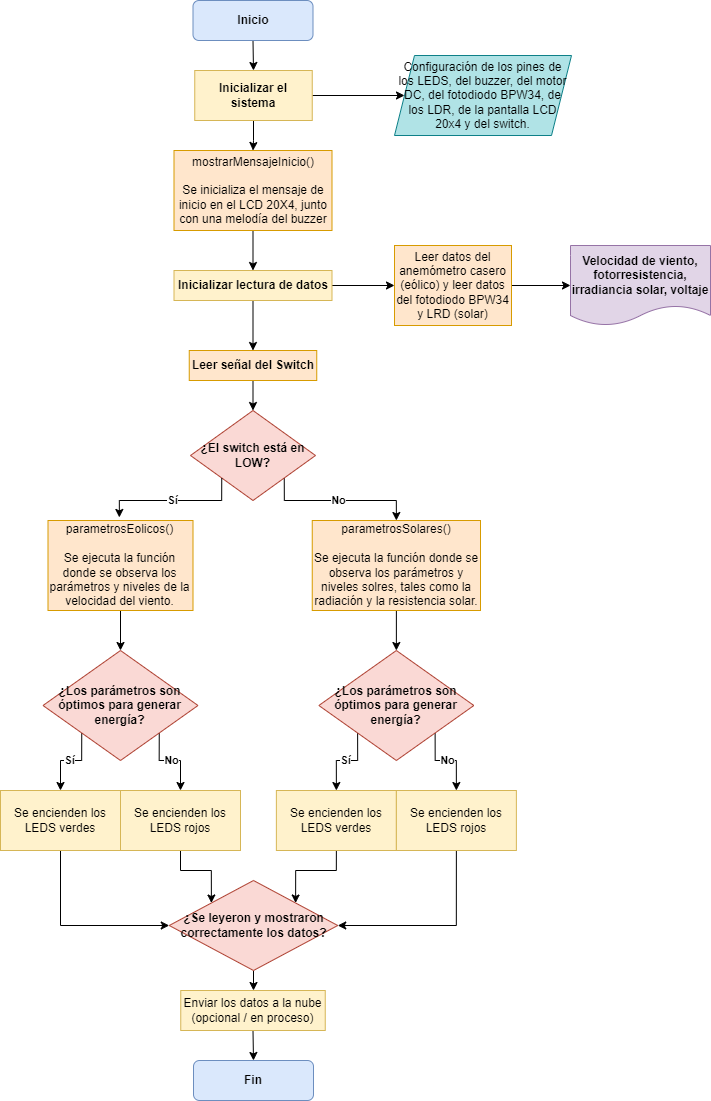 Inicio
Inicializar el
sistema
Configuración de los pines de
los LEDS, del buzzer, del motor
DC, del fotodiodo BPW34, de
los LDR, de la pantalla LCD
20x4 y del switch.
mostrarMensajeInicio()
Se inicializa el mensaje de
inicio en el LCD 20X4, junto
con una melodía del buzzer
Inicializar lectura de datos
Leer datos del
anemómetro casero
(eólico) y leer datos
del fotodiodo BPW34
y LRD (solar)
Velocidad de viento,
fotorresistencia,
irradiancia solar, voltaje
Leer señal del Switch
¿El switch está en
LOW?
Sí
No
parametrosEolicos()
Se ejecuta la función
donde se observa los
parámetros y niveles de la
velocidad del viento.
parametrosSolares()
Se ejecuta la función donde se
observa los parámetros y
niveles solres, tales como la
radiación y la resistencia solar.
¿Los parámetros son
óptimos para generar
energía?
¿Los parámetros son
óptimos para generar
energía?
Sí
No
Sí
No
Se encienden los
LEDS verdes
Se encienden los
LEDS rojos
Se encienden los
LEDS verdes
Se encienden los
LEDS rojos
¿Se leyeron y mostraron
correctamente los datos?
Enviar los datos a la nube
(opcional / en proceso)
Fin